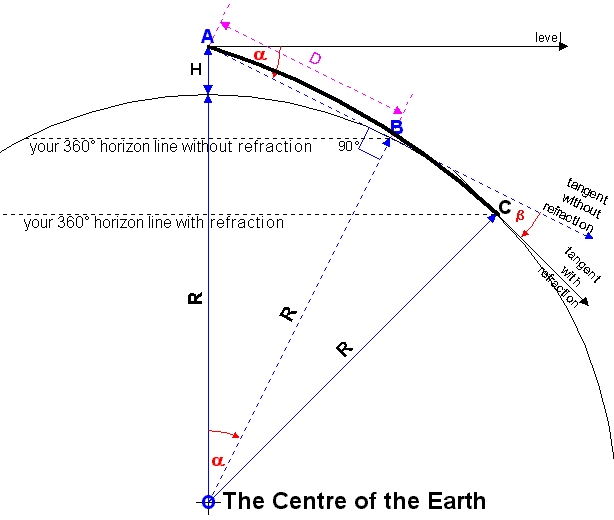 A
level
α
D
H
B
your 360° horizon line without refraction
90°
tangent
without
refraction
C
β
your 360° horizon line with refraction
tangent
with
refraction
R
R
R
α
The Centre of the Earth